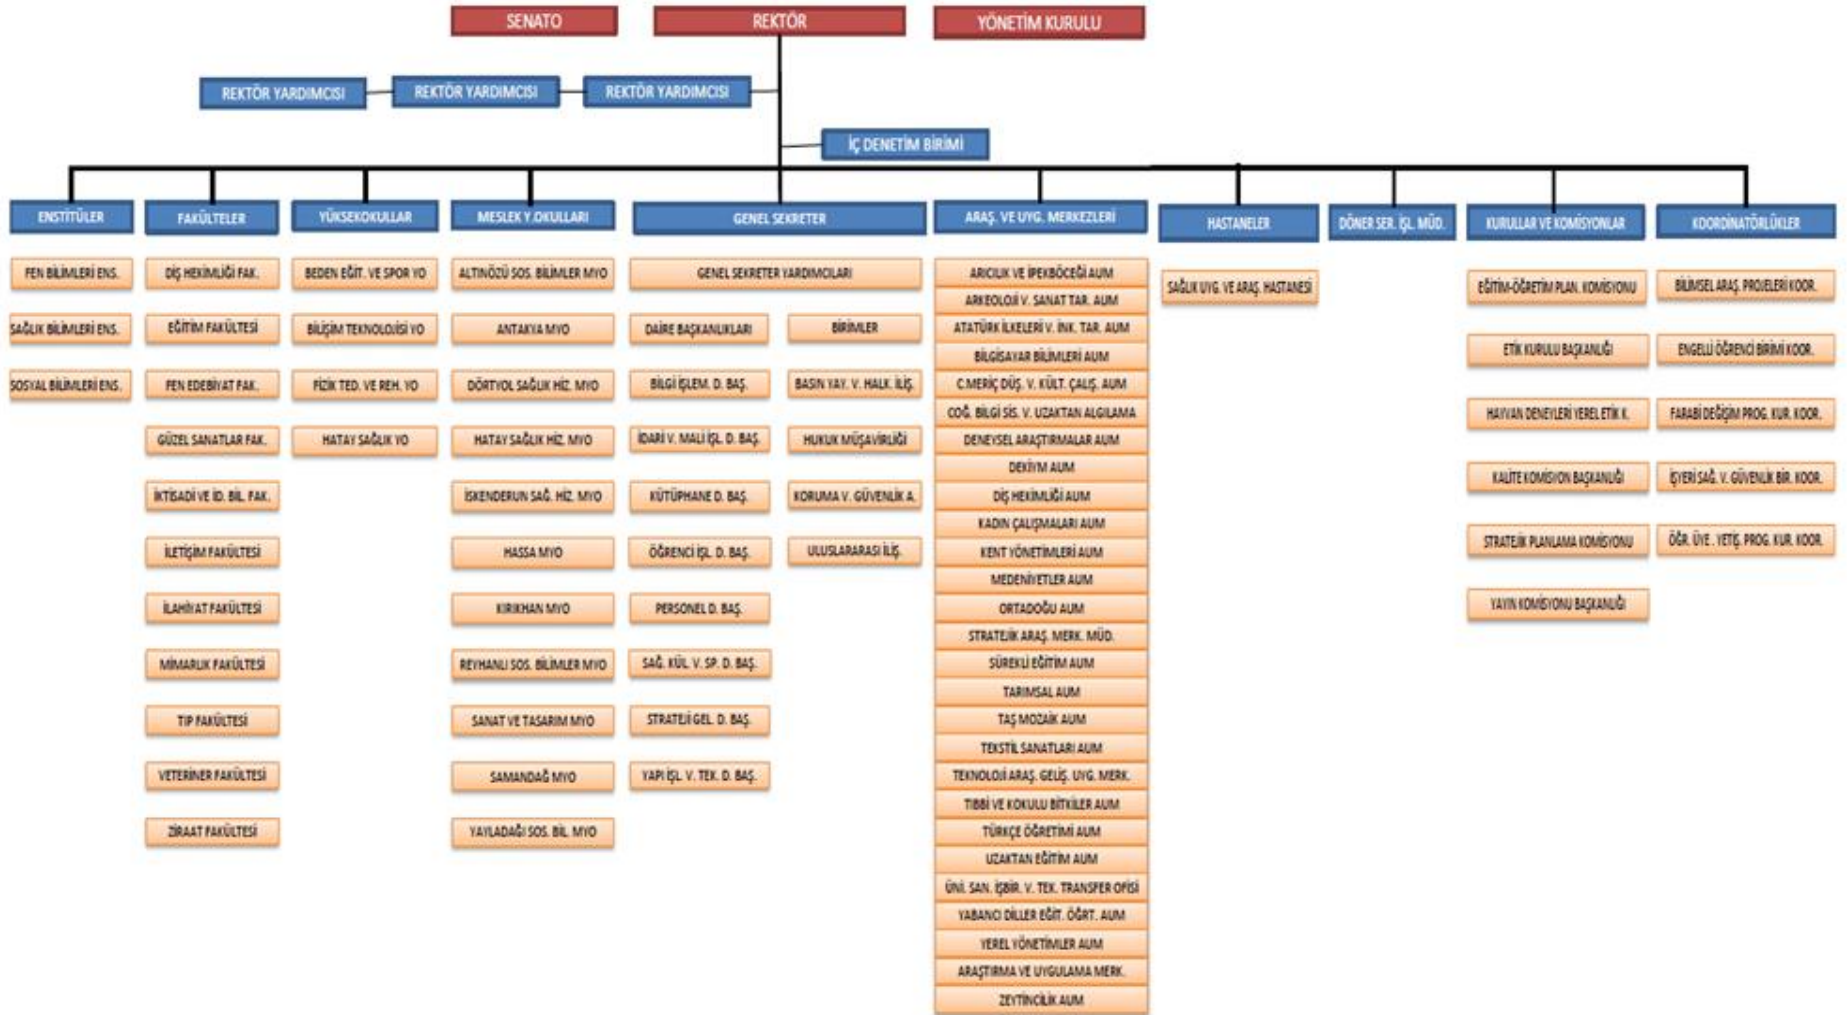 SENATO
REKTÖR
YÖNETİM KURULU
REKTÖR YARDIMCISI
REKTÖR YARDIMCISI
REKTÖR YARDIMCISI
İÇ DENETİM BİRİMİ
ENSTİTÜLER
FEN BİLİMLERİ ENS.
SAĞLIK BİLİMLERİ ENS.
SOSYAL BİLİMLERİ ENS.
FAKÜLTELER
DİŞ HEKİMLİĞİ FAK.
EĞİTİM FAKÜLTESİ
FEN EDEBİYAT FAK.
GÜZEL SANATLAR FAK.
İKTİSADİ VE İD. BİL. FAK.
İLETİŞİM FAKÜLTESİ
İLAHİYAT FAKÜLTESİ
MİMARLIK FAKÜLTESİ
TIP FAKÜLTESİ
VETERİNER FAKÜLTESİ
ZİRAAT FAKÜLTESİ
YÜKSEKOKULLAR
BEDEN EĞİT. VE SPOR YO
BİLİŞİM TEKNOLOJİSİ YO
FİZİK TED. VE REH. YO
HATAY SAĞLIK YO
MESLEK Y.OKULLARI
ALTINÖZÜ SOS. BİLİMLER MYO
ANTAKYA MYO
DÖRTYOL SAĞLIK HİZ. MYO
HATAY SAĞLIK HİZ. MYO
İSKENDERUN SAĞ. HİZ. MYO
HASSA MYO
KIRIKHAN MYO
REYHANLI SOS. BİLİMLER MYO
SANAT VE TASARIM MYO
SAMANDAĞ MYO
YAYLADAĞI SOS. BİL. MYO
GENEL SEKRETER
GENEL SEKRETER YARDIMCILARI
DAİRE BAŞKANLIKLARI
BİLGİ İŞLEM. D. BAŞ.
İDARİ V. MALİ İŞL. D. BAŞ.
KÜTÜPHANE D. BAŞ.
ÖĞRENCİ İŞL. D. BAŞ.
PERSONEL D. BAŞ.
SAĞ. KÜL. V. SP. D. BAŞ.
STRATEJİ GEL. D. BAŞ.
YAPI İŞL. V. TEK. D. BAŞ.
BİRİMLER
BASIN YAY. V. HALK. İLİŞ.
HUKUK MÜŞAVİRLİĞİ
KORUMA V. GÜVENLİK A.
ULUSLARARASI İLİŞ.
ARAŞ. VE UYG. MERKEZLERİ
ARICILIK VE İPEKBÖCEĞİ AUM
ARKEOLOJİ V. SANAT TAR. AUM
ATATÜRK İLKELERİ V. İNK. TAR. AUM
BİLGİSAYAR BİLİMLERİ AUM
C.MERİÇ DÜŞ. V. KÜLT. ÇALIŞ. AUM
COĞ. BİLGİ SİS. V. UZAKTAN ALGILAMA
DENEYSEL ARAŞTIRMALAR AUM
DEKİYM AUM
DİŞ HEKİMLİĞİ AUM
KADIN ÇALIŞMALARI AUM
KENT YÖNETİMLERİ AUM
MEDENİYETLER AUM
ORTADOĞU AUM
STRATEJİK ARAŞ. MERK. MÜD.
SÜREKLİ EĞİTİM AUM
TARIMSAL AUM
TAŞ MOZAİK AUM
TEKSTİL SANATLARI AUM
TEKNOLOJİ ARAŞ. GELİŞ. UYG. MERK.
TIBBİ VE KOKULU BİTKİLER AUM
TÜRKÇE ÖĞRETİMİ AUM
UZAKTAN EĞİTİM AUM
ÜNİ. SAN. İŞBİR. V. TEK. TRANSFER OFİSİ
YABANCI DİLLER EĞİT. ÖĞRT. AUM
YEREL YÖNETİMLER AUM
ARAŞTIRMA VE UYGULAMA MERK.
ZEYTİNCİLİK AUM
HASTANELER
SAĞLIK UYG. VE ARAŞ. HASTANESİ
DÖNER SER. İŞL. MÜD.
KURULLAR VE KOMİSYONLAR
EĞİTİM-ÖĞRETİM PLAN. KOMİSYONU
ETİK KURULU BAŞKANLIĞI
HAYVAN DENEYLERİ YEREL ETİK K.
KALİTE KOMİSYON BAŞKANLIĞI
STRATEJİK PLANLAMA KOMİSYONU
YAYIN KOMİSYONU BAŞKANLIĞI
KOORDİNATÖRLÜKLER
BİLİMSEL ARAŞ. PROJELERİ KOOR.
ENGELLİ ÖĞRENCİ BİRİMİ KOOR.
FARABİ DEĞİŞİM PROG. KUR. KOOR.
İŞYERİ SAĞ. V. GÜVENLİK BİR. KOOR.
ÖĞR. ÜYE . YETİŞ. PROG. KUR. KOOR.